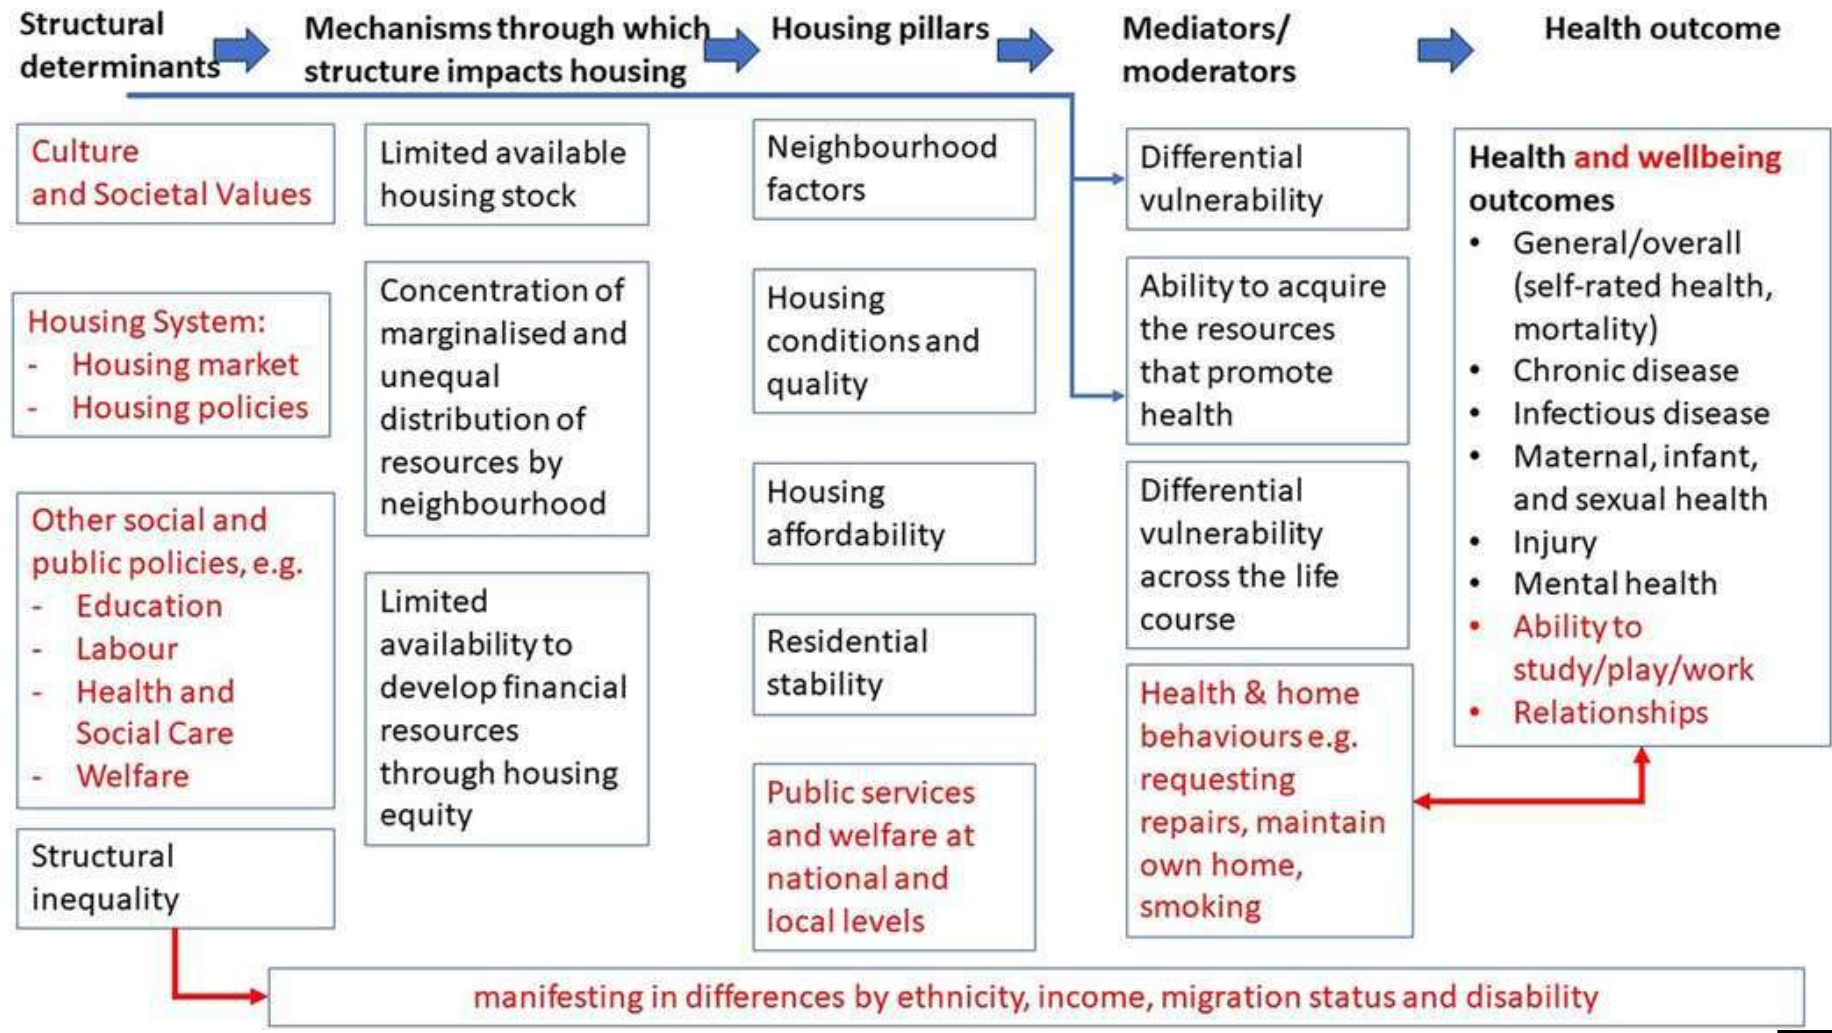 Structural
determinants
Mechanisms through which
structure impacts housing
Housing pillars
Mediators/
moderators
Health outcome
Culture
and Societal Values
Housing System:
- Housing market
- Housing policies
Other social and
public policies, e.g.
- Education
- Labour
- Health and
Social Care
- Welfare
Structural
inequality
Limited available
housing stock
Concentration of
marginalised and
unequal
distribution of
resources by
neighbourhood
Limited
availability to
develop financial
resources
through housing
equity
Neighbourhood
factors
Housing
conditions and
quality
Housing
affordability
Residential
stability
Public services
and welfare at
national and
local levels
Differential
vulnerability
Ability to acquire
the resources
that promote
health
Differential
vulnerability
across the life
course
Health & home
behaviours e.g.
requesting
repairs, maintain
own home,
smoking
Health and wellbeing
outcomes
• General/overall
(self-rated health,
mortality)
• Chronic disease
• Infectious disease
• Maternal, infant,
and sexual health
• Injury
• Mental health
• Ability to
study/play/work
• Relationships
manifesting in differences by ethnicity, income, migration status and disability